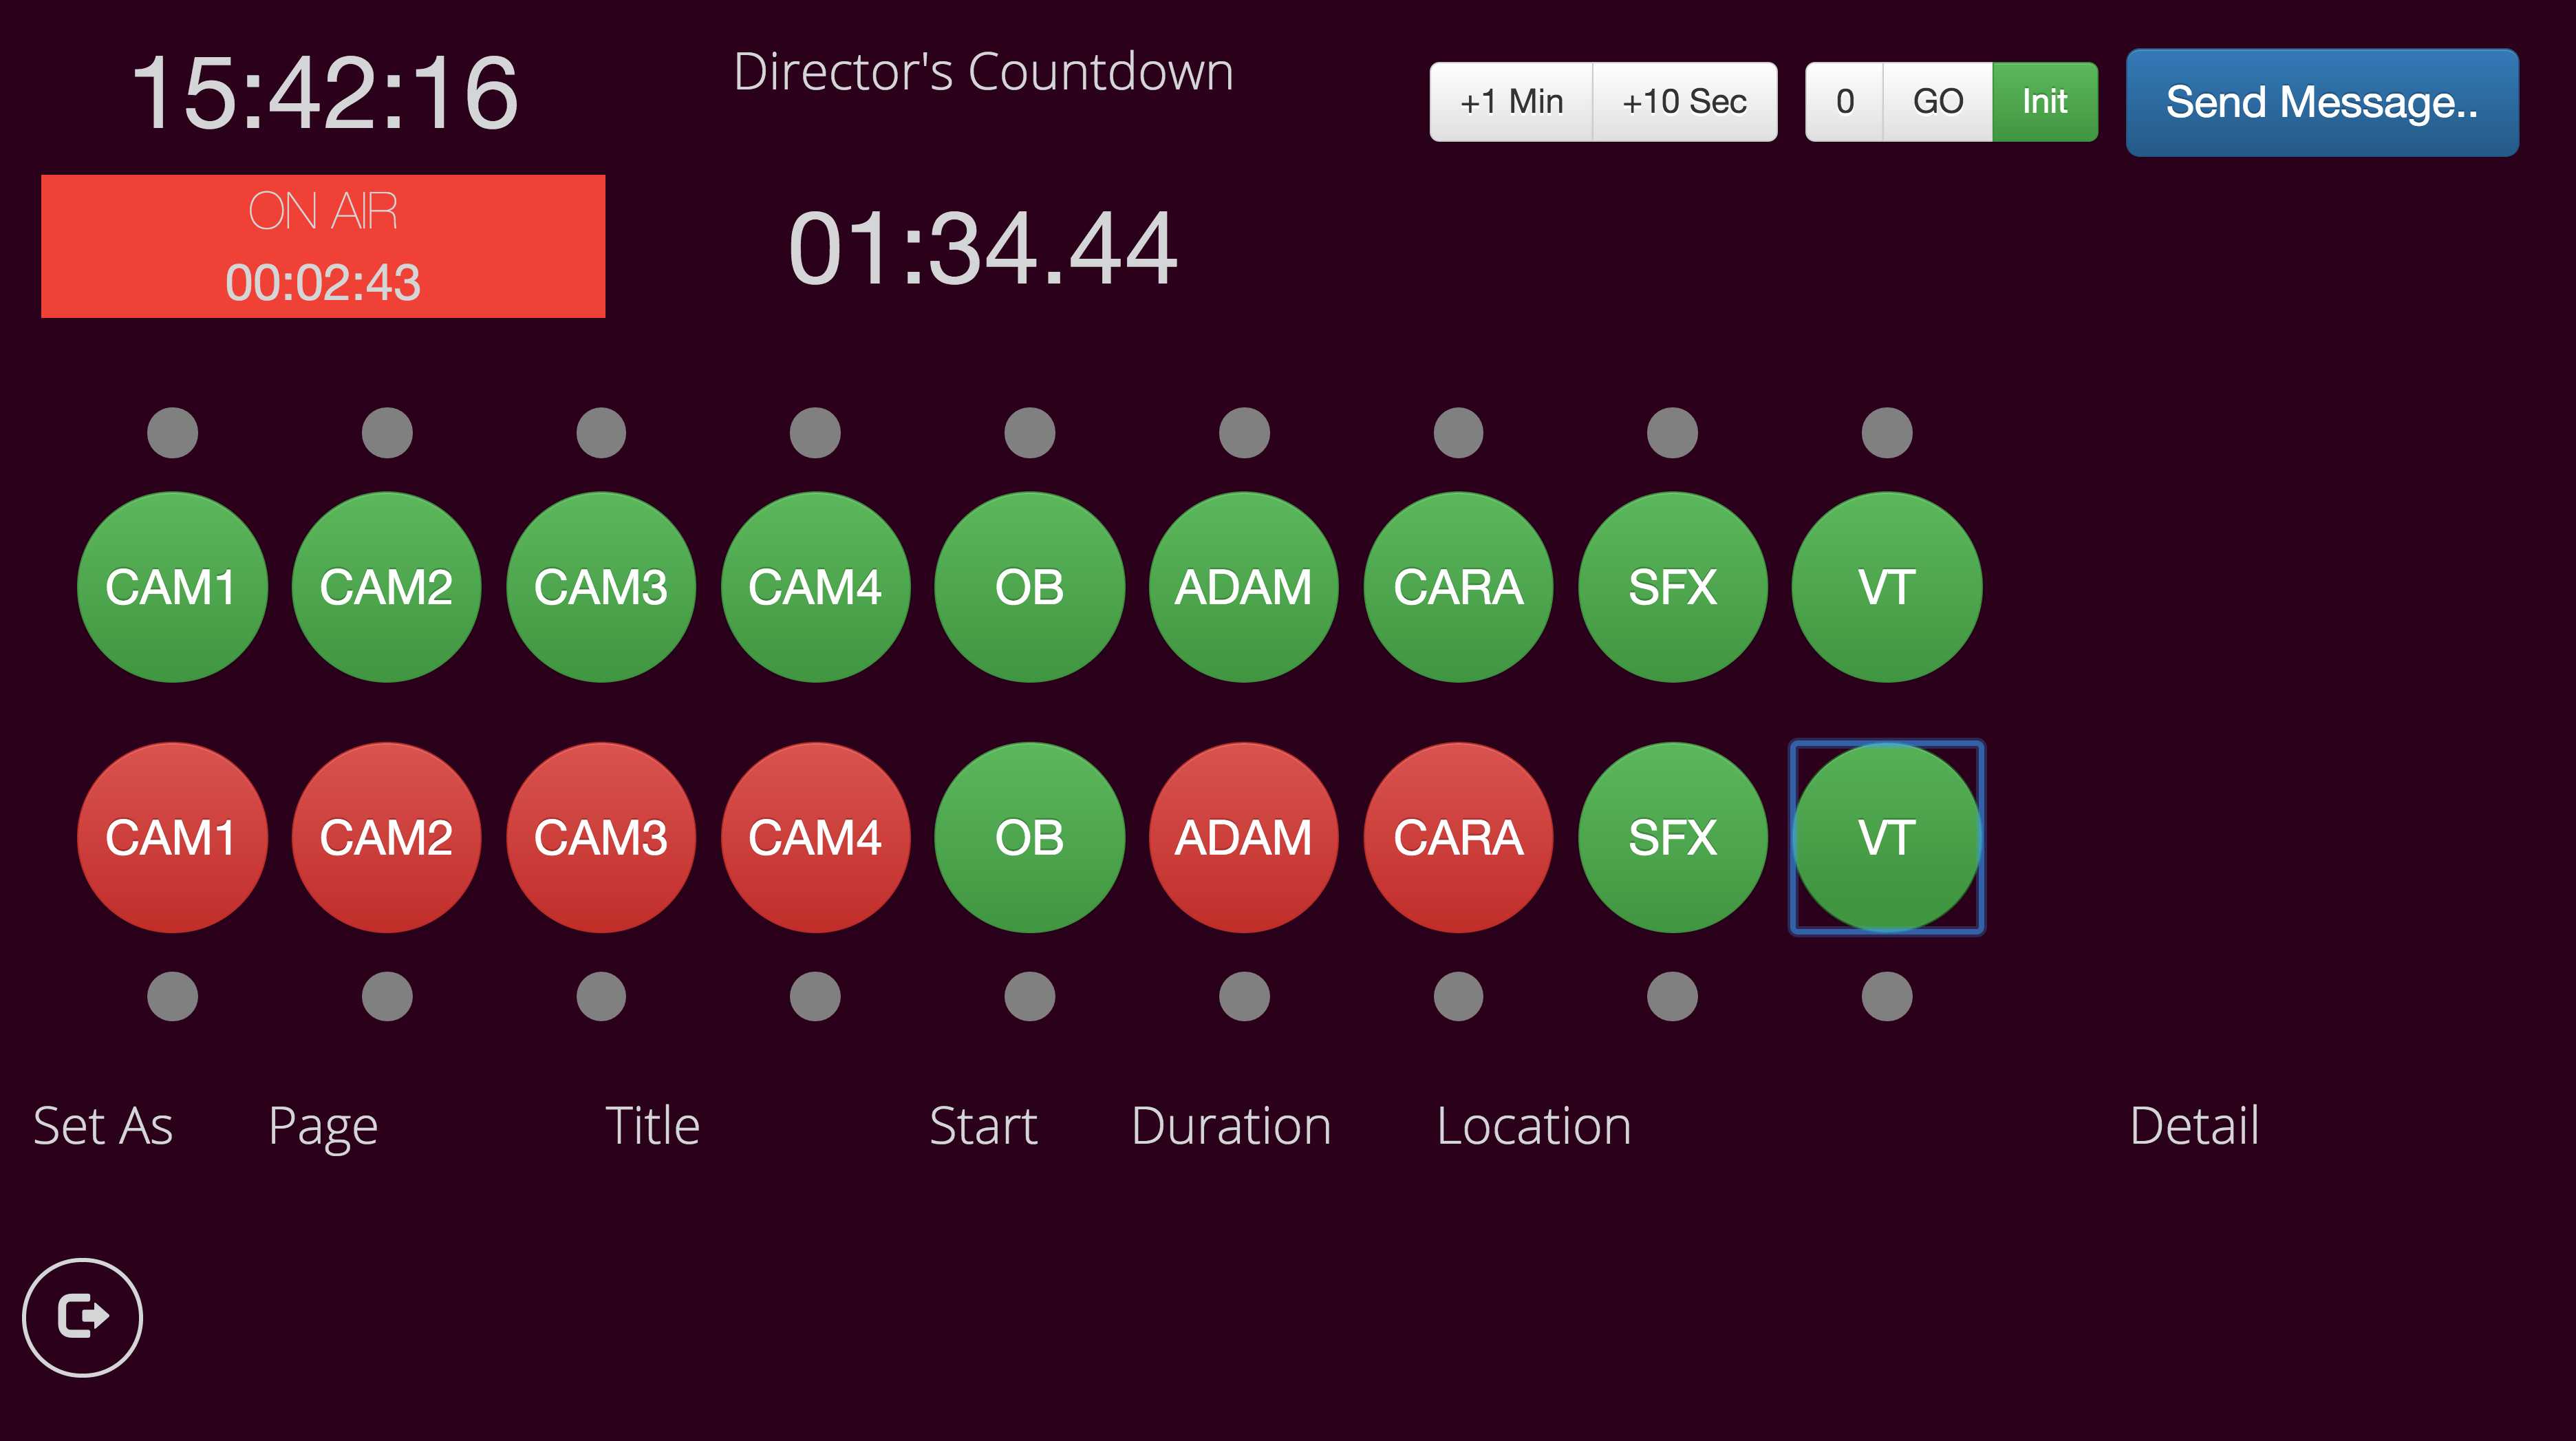 15:42:16
Director's Countdown
+1 Min
+10 Sec
0
GO
Init
Send Message..
ON AIR
00:02:43
01:34.44
CAM1 CAM2 CAM3 CAM4 OB ADAM CARA SFX VT
CAM1 CAM2 CAM3 CAM4 OB ADAM CARA SFX VT
Set As Page Title Start Duration Location Detail